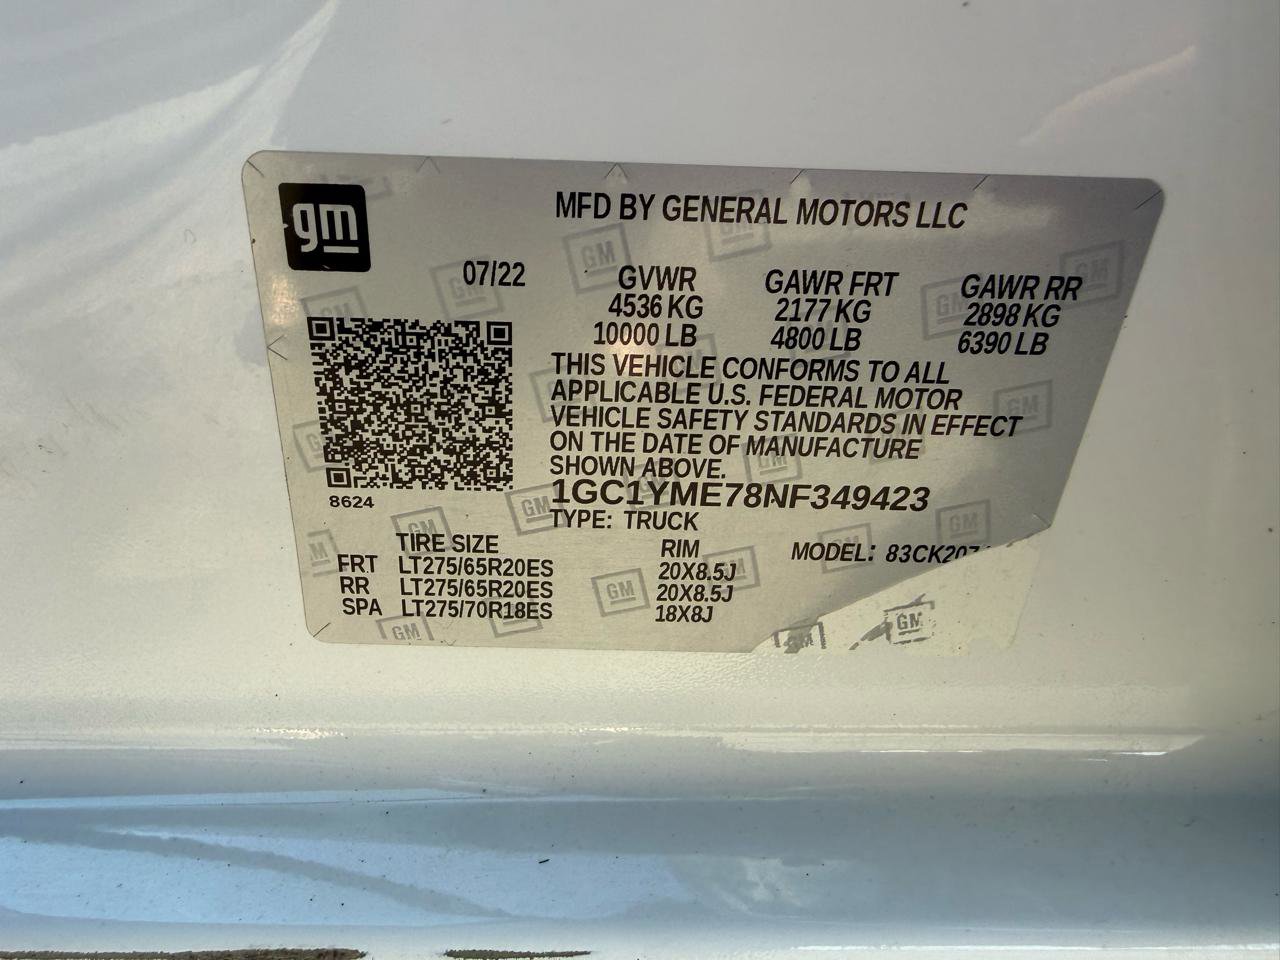 gm
MFD BY GENERAL MOTORS LLC
07/22 GVWR GAWR FRT GAWR RR
4536 KG 2177 KG 2898 KG
10000 LB 4800 LB 6390 LB
THIS VEHICLE CONFORMS TO ALL
APPLICABLE U.S. FEDERAL MOTOR
VEHICLE SAFETY STANDARDS IN EFFECT
ON THE DATE OF MANUFACTURE
SHOWN ABOVE.
8624
1GC1YME78NF349423
TYPE: TRUCK
TIRE SIZE RIM MODEL:
FRT LT275/65R20ES 20X8.5J
RR LT275/65R20ES 20X8.5J
SPA LT275/70R18ES 18X8J